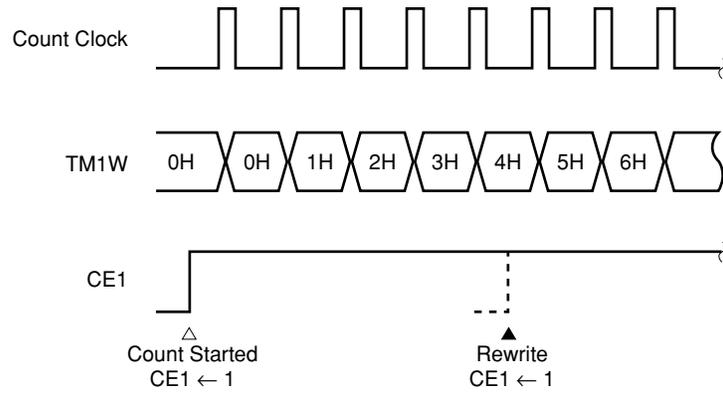 Count Clock
TM1W
0H 0H 1H 2H 3H 4H 5H 6H
CE1
Count Started
CE1 ← 1
Rewrite
CE1 ← 1